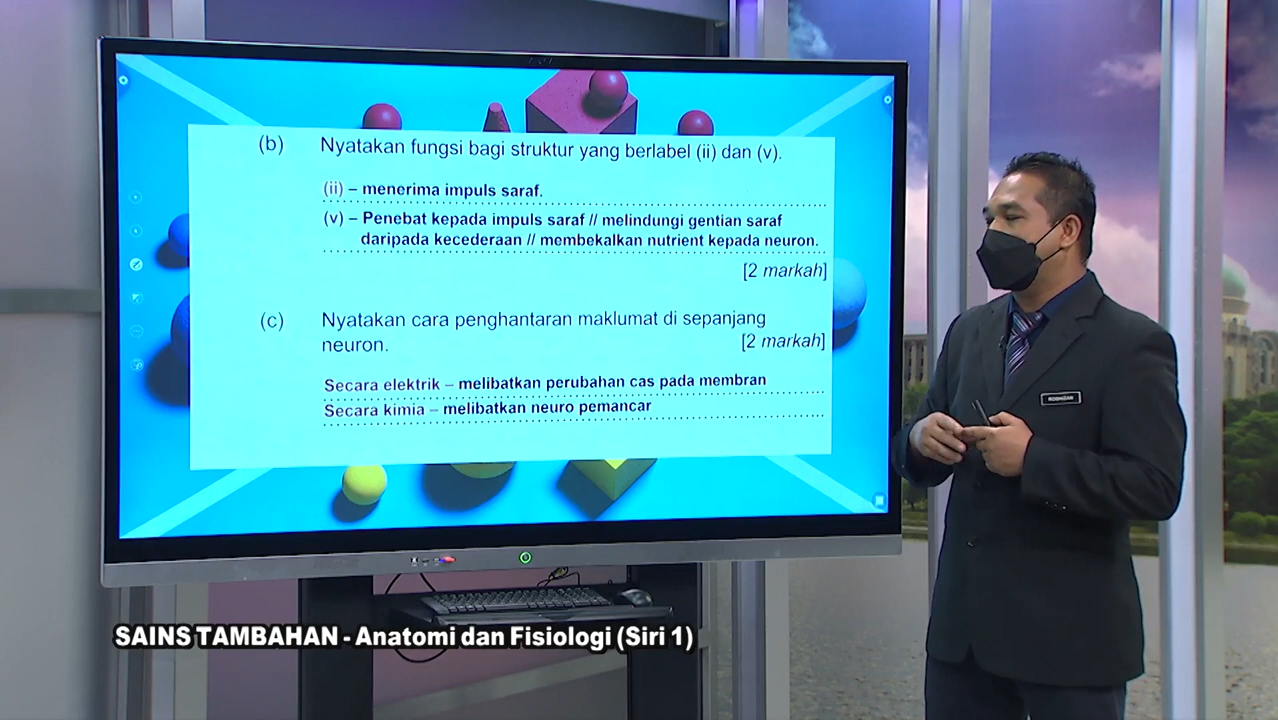 (b) Nyatakan fungsi bagi struktur yang berlabel (ii) dan (v).
(ii) – menerima impuls saraf.
(v) – Penebat kepada impuls saraf // melindungi gentian saraf
daripada kecederaan // membekalkan nutrient kepada neuron.
[2 markah]
(c) Nyatakan cara penghantaran maklumat di sepanjang
neuron. [2 markah]
Secara elektrik – melibatkan perubahan cas pada membran
Secara kimia – melibatkan neuro pemancar
SAINS TAMBAHAN - Anatomi dan Fisiologi (Siri 1)